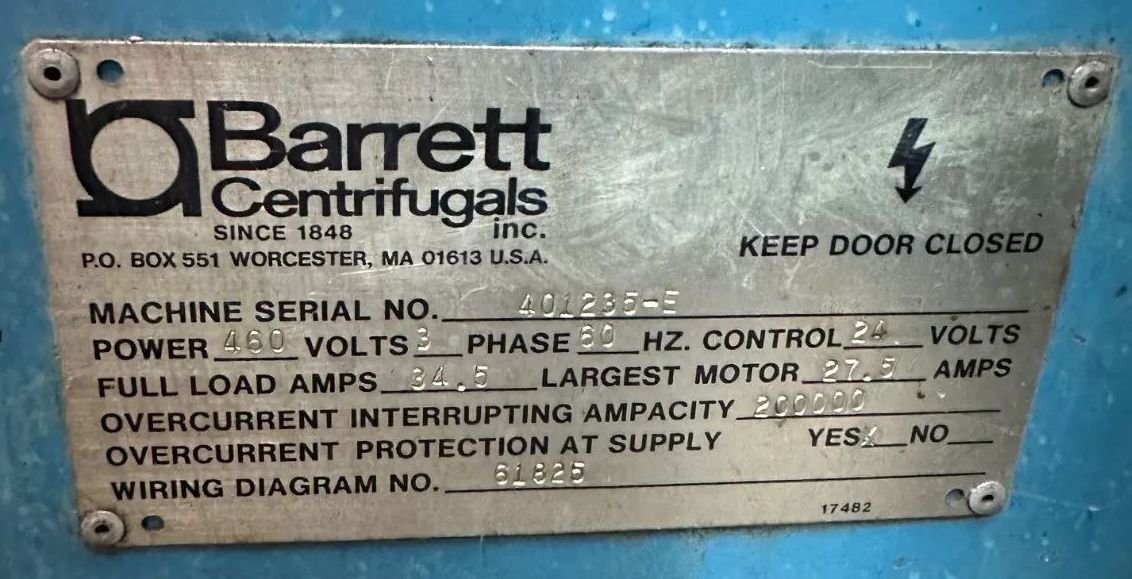 Barrett
Centrifugals
SINCE 1848 inc.
P.O. BOX 551 WORCESTER, MA 01613 U.S.A.
KEEP DOOR CLOSED
MACHINE SERIAL NO. 401235-E
POWER 460 VOLTS 3 PHASE 60 HZ. CONTROL 24 VOLTS
FULL LOAD AMPS 34.5 LARGEST MOTOR 27.5 AMPS
OVERCURRENT INTERRUPTING AMPACITY 200000
OVERCURRENT PROTECTION AT SUPPLY YES X NO
WIRING DIAGRAM NO. 61825
17482